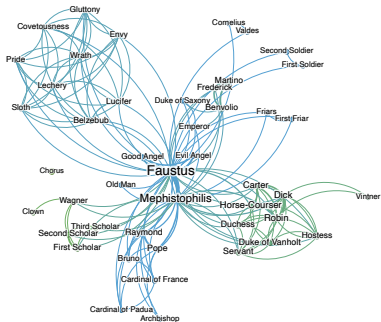 Gluttony
Covetousness
Envy
Cornelius
Valdes
Pride
Wrath
Second Soldier
First Soldier
Lechery
Martino
Frederick
Sloth
Lucifer
Duke of Saxony
Benvolio
Belzebub
Friars
First Friar
Emperor
Good Angel
Evil Angel
Chorus
Faustus
Old Man
Carter
Mephistophilis
Dick
Vintner
Wagner
Horse-Courser
Clown
Robin
Third Scholar
Duchess
Second Scholar
Raymond
Hostess
First Scholar
Pope
Duke of Vanholt
Bruno
Servant
Cardinal of France
Cardinal of Padua
Archbishop